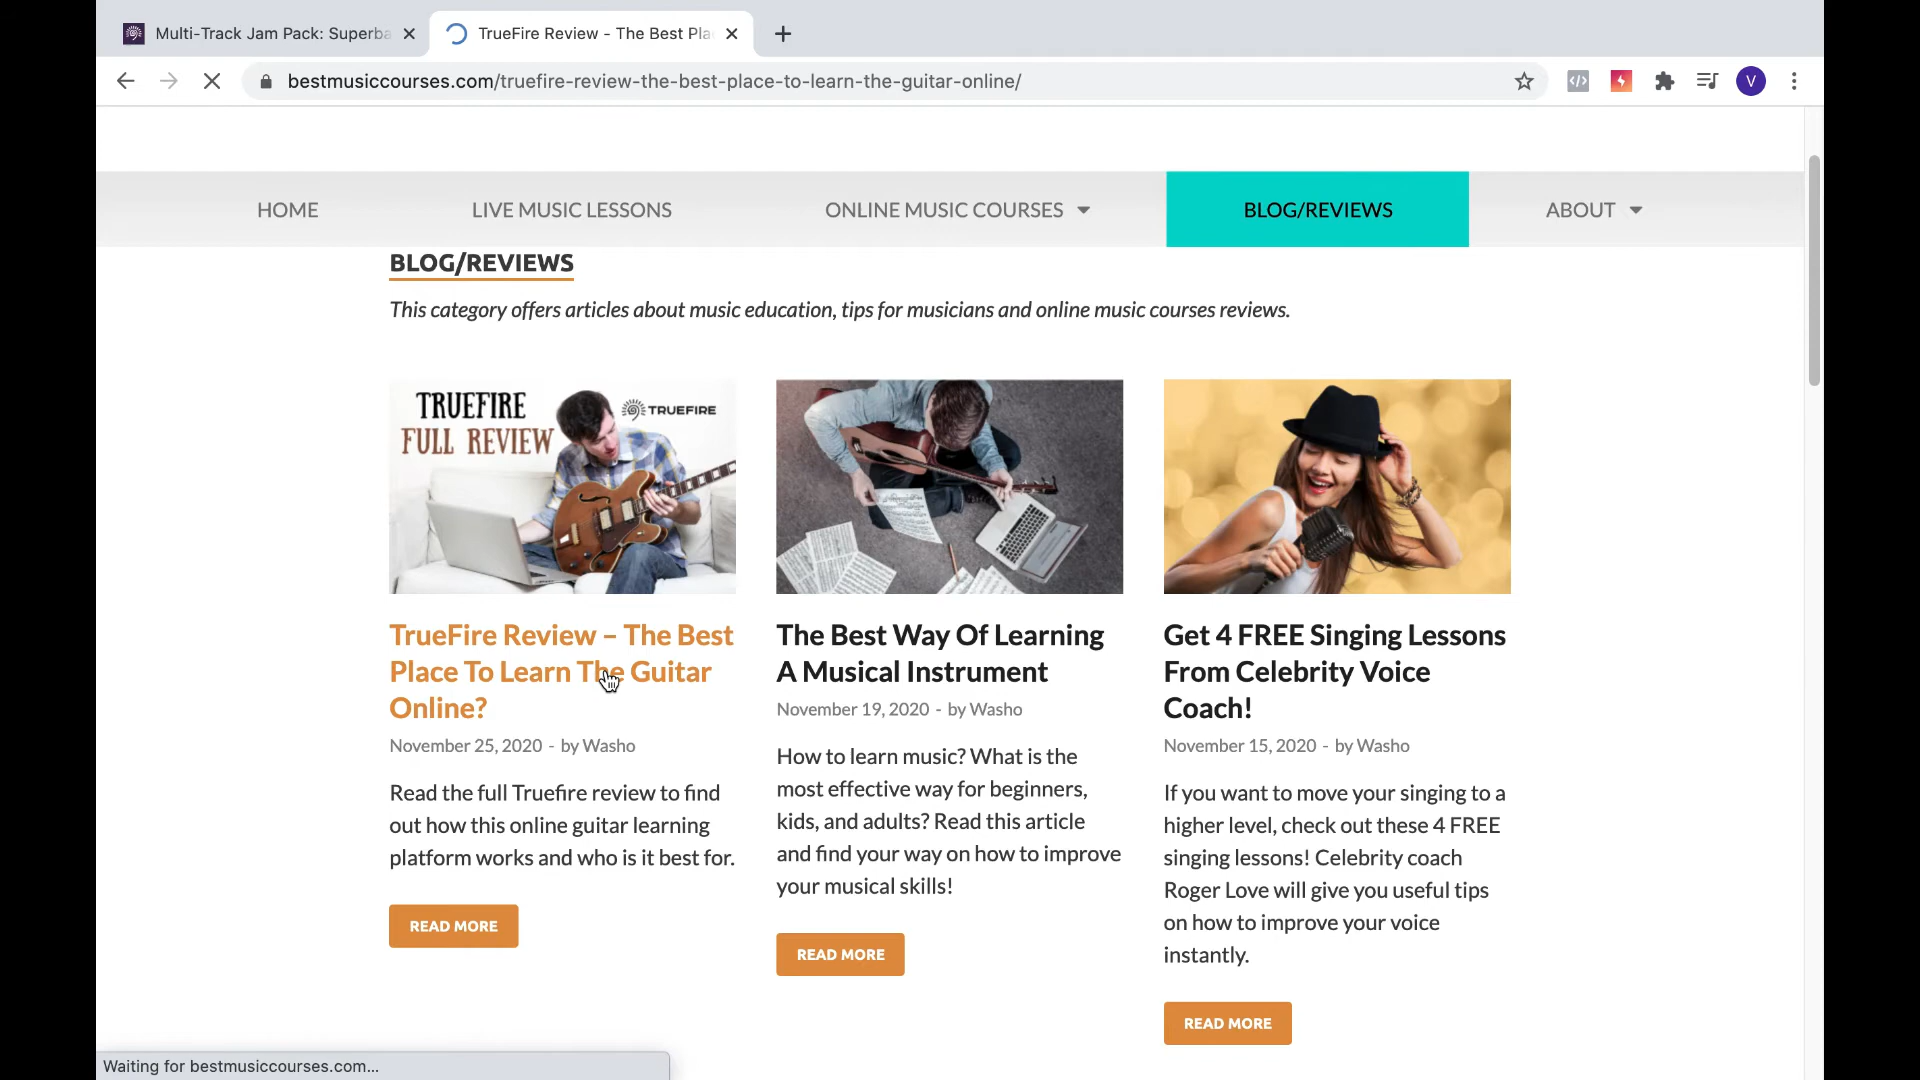 Multi-Track Jam Pack: Superba
TrueFire Review - The Best Pla
bestmusiccourses.com/truefire-review-the-best-place-to-learn-the-guitar-online/
V
HOME
LIVE MUSIC LESSONS
ONLINE MUSIC COURSES
BLOG/REVIEWS
ABOUT
BLOG/REVIEWS
This category offers articles about music education, tips for musicians and online music courses reviews.
TRUEFIRE
FULL REVIEW
TRUEFIRE
TrueFire Review – The Best
Place To Learn The Guitar
Online?
November 25, 2020 - by Washo
Read the full Truefire review to find
out how this online guitar learning
platform works and who is it best for.
READ MORE
The Best Way Of Learning
A Musical Instrument
November 19, 2020 - by Washo
How to learn music? What is the
most effective way for beginners,
kids, and adults? Read this article
and find your way on how to improve
your musical skills!
READ MORE
Get 4 FREE Singing Lessons
From Celebrity Voice
Coach!
November 15, 2020 - by Washo
If you want to move your singing to a
higher level, check out these 4 FREE
singing lessons! Celebrity coach
Roger Love will give you useful tips
on how to improve your voice
instantly.
READ MORE
Waiting for bestmusiccourses.com...